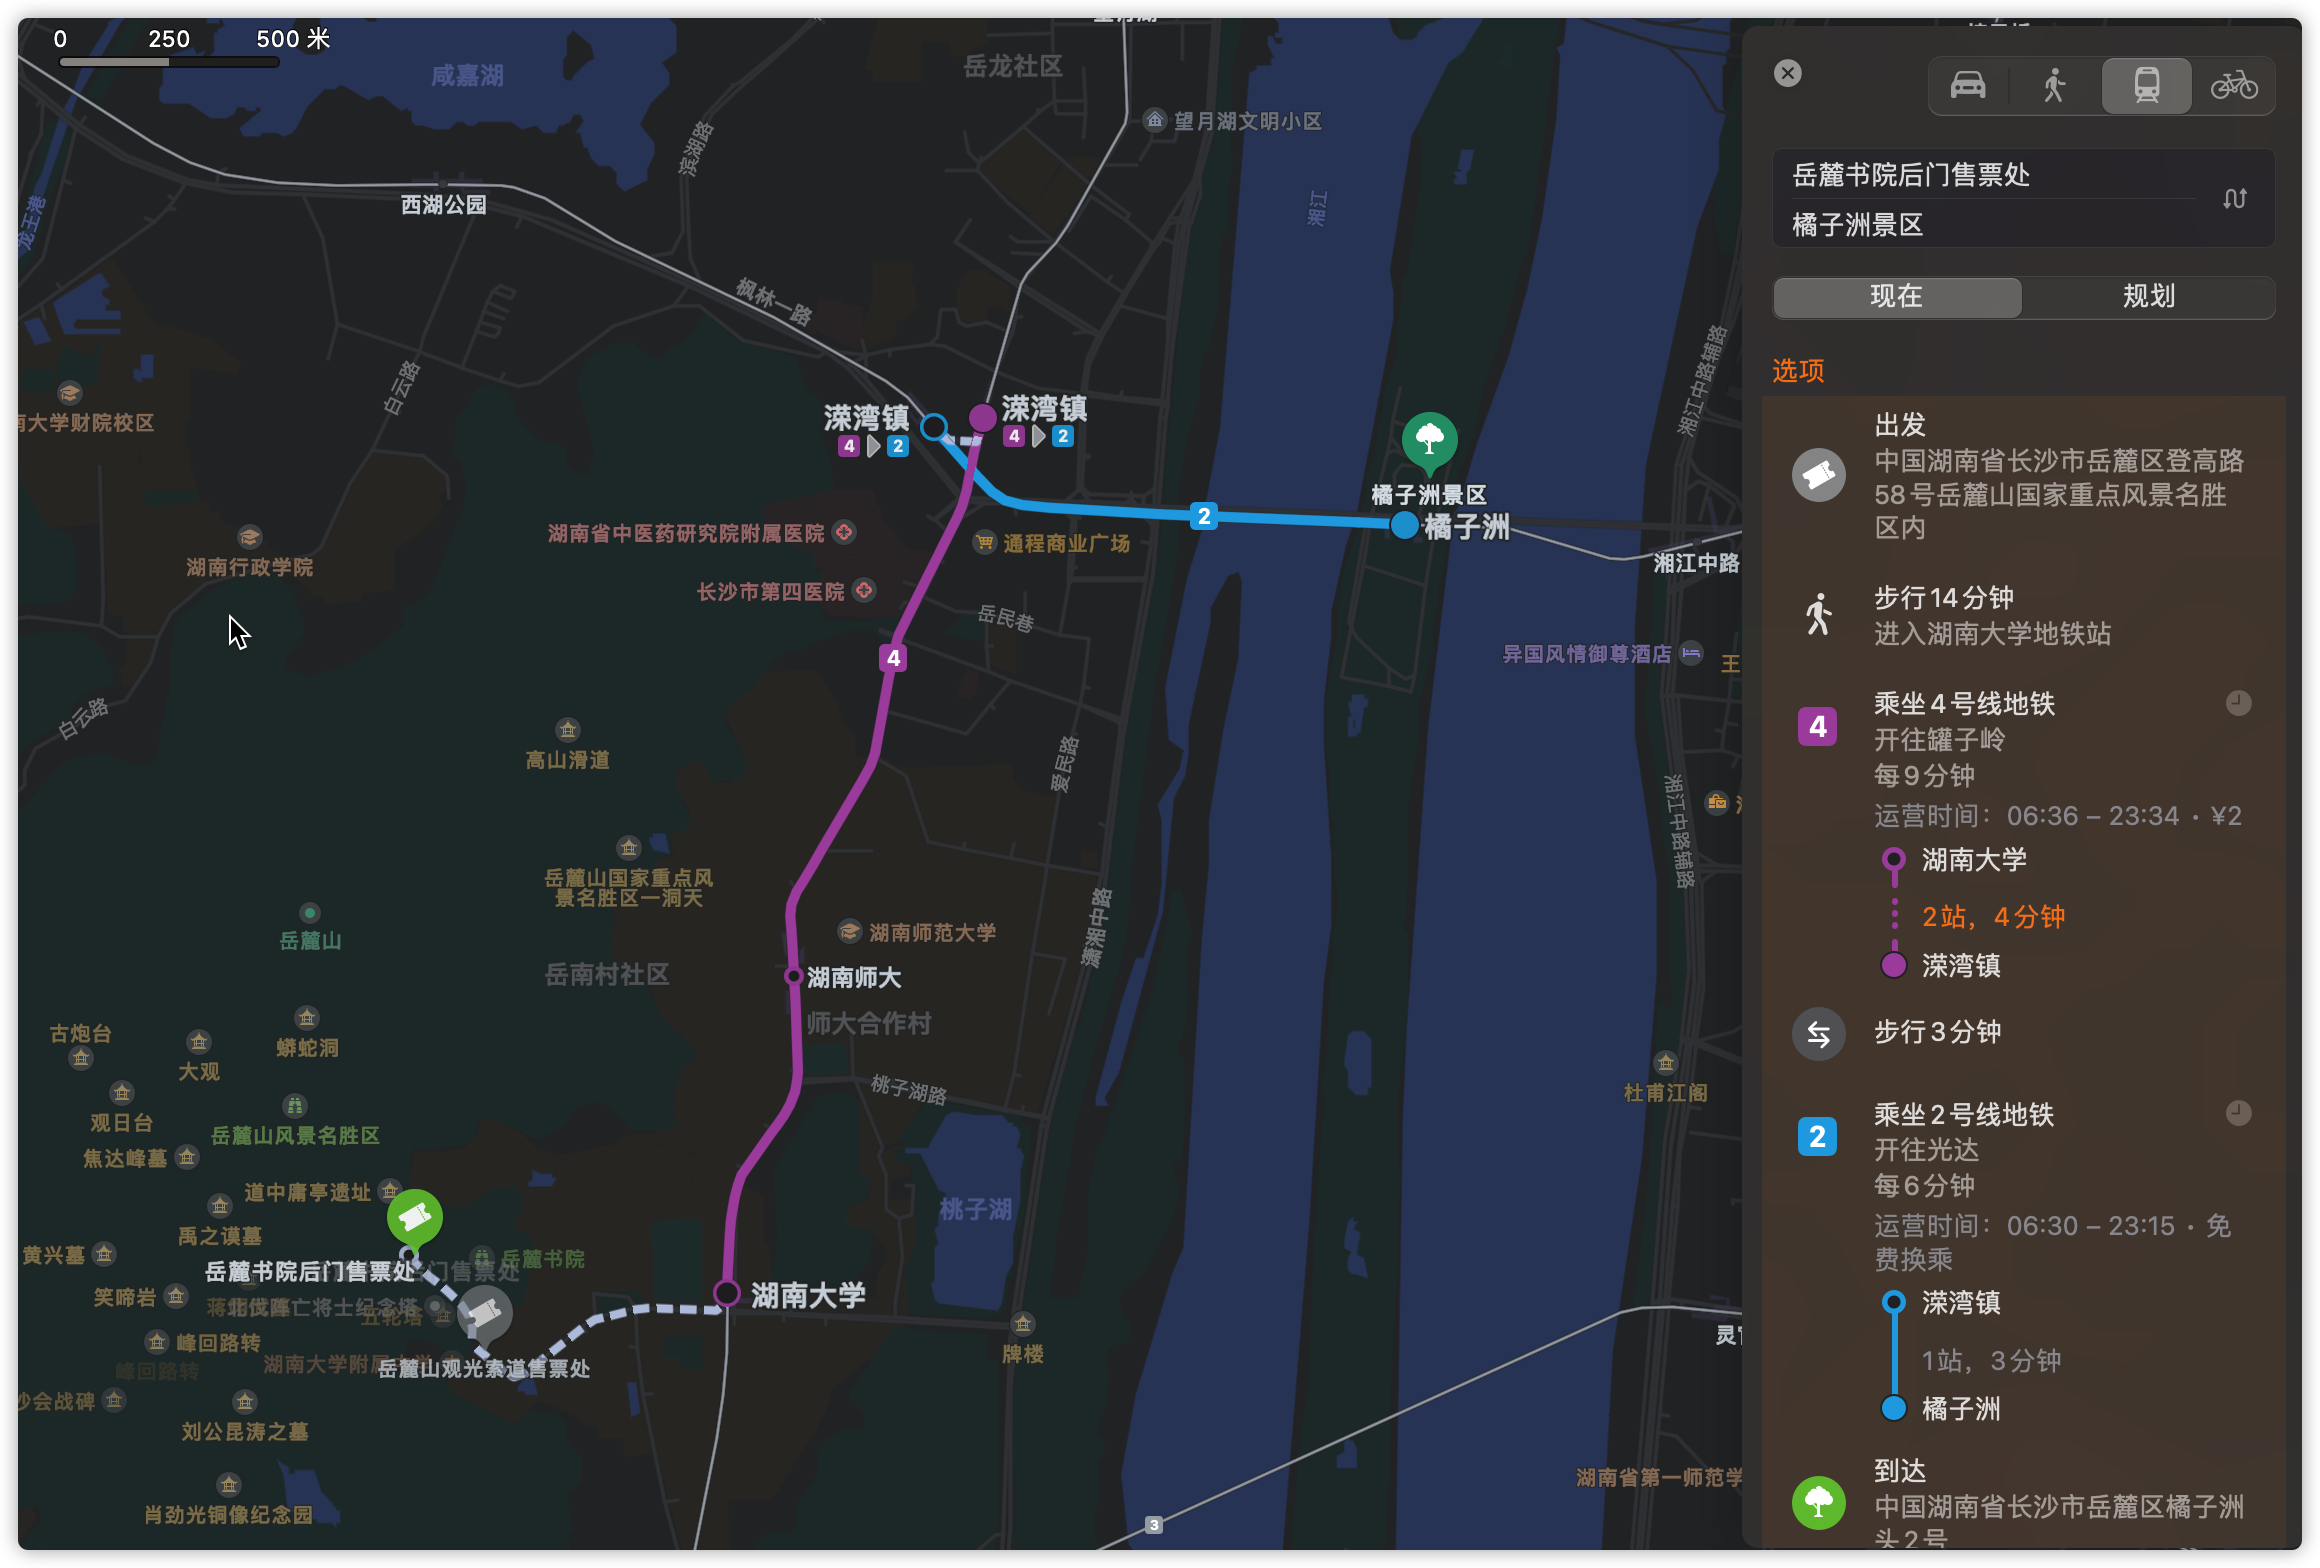 0 250 500 米
咸嘉湖
岳龙社区
望月湖文明小区
滨湖路
湘江
龙王港
西湖公园
枫林一路
白云路
南大学财院校区
溁湾镇
4 2
溁湾镇
4 2
橘子洲景区
橘子洲
2
湘江中路辅路
湘江中路
湖南行政学院
湖南省中医药研究院附属医院
通程商业广场
长沙市第四医院
岳民巷
4
异国风情御尊酒店
王
白云路
高山滑道
爱民路
湘江中路辅路
岳麓山国家重点风
景名胜区一洞天
岳麓山
湖南师范大学
潇湘中路
岳南村社区
湖南师大
师大合作村
古炮台
大观
蟒蛇洞
桃子湖路
杜甫江阁
观日台
岳麓山风景名胜区
焦达峰墓
道中庸亭遗址
禹之谟墓
桃子湖
黄兴墓
岳麓书院后门售票处
岳麓书院
笑啼岩
五轮塔
湖南大学
峰回路转
峰回路转
岳麓山观光索道售票处
牌楼
沙会战碑
刘公昆涛之墓
湖南省第一师范学
肖劲光铜像纪念园
3
岳麓书院后门售票处
橘子洲景区
现在 规划
选项
出发
中国湖南省长沙市岳麓区登高路
58号岳麓山国家重点风景名胜
区内
步行14分钟
进入湖南大学地铁站
4
乘坐4号线地铁
开往罐子岭
每9分钟
运营时间：06:36 – 23:34 · ¥2
湖南大学
2站，4分钟
溁湾镇
步行3分钟
2
乘坐2号线地铁
开往光达
每6分钟
运营时间：06:30 – 23:15 · 免
费换乘
溁湾镇
1站，3分钟
橘子洲
到达
中国湖南省长沙市岳麓区橘子洲
头2号